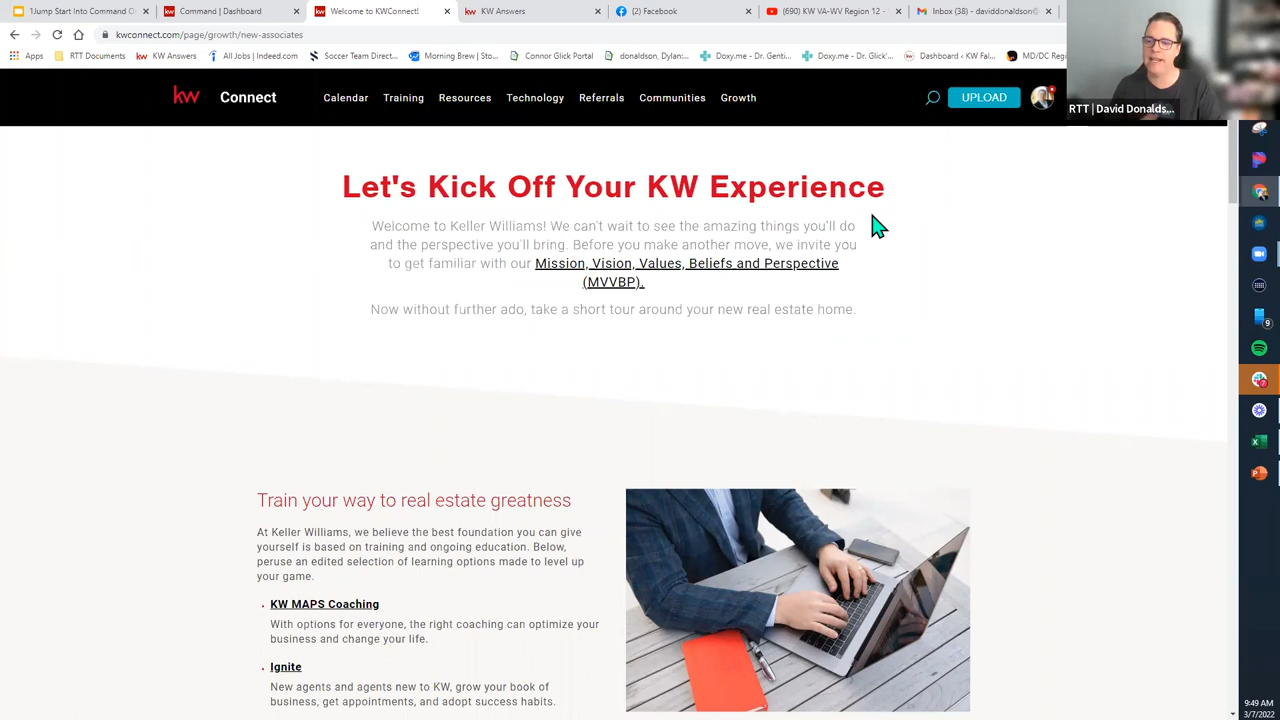 1Jump Start Into Command O
Command | Dashboard
Welcome to KWConnect!
KW Answers
(2) Facebook
(690) KW VA-WV Region 12 -
Inbox (38) - daviddonaldson@
kwconnect.com/page/growth/new-associates
Apps
RTT Documents
KW Answers
All Jobs | Indeed.com
Soccer Team Direct...
Morning Brew | Sto...
Connor Glick Portal
donaldson, Dylan:...
Doxy.me - Dr. Genti...
Doxy.me - Dr. Glick'...
Dashboard ‹ KW Fal...
MD/DC Regi
RTT | David Donalds...
kw Connect
Calendar
Training
Resources
Technology
Referrals
Communities
Growth
UPLOAD
Let's Kick Off Your KW Experience
Welcome to Keller Williams! We can't wait to see the amazing things you'll do
and the perspective you'll bring. Before you make another move, we invite you
to get familiar with our Mission, Vision, Values, Beliefs and Perspective
(MVVBP).
Now without further ado, take a short tour around your new real estate home.
Train your way to real estate greatness
At Keller Williams, we believe the best foundation you can give
yourself is based on training and ongoing education. Below,
peruse an edited selection of learning options made to level up
your game.
KW MAPS Coaching
With options for everyone, the right coaching can optimize your
business and change your life.
Ignite
New agents and agents new to KW, grow your book of
business, get appointments, and adopt success habits.
9
9:49 AM
3/7/2022